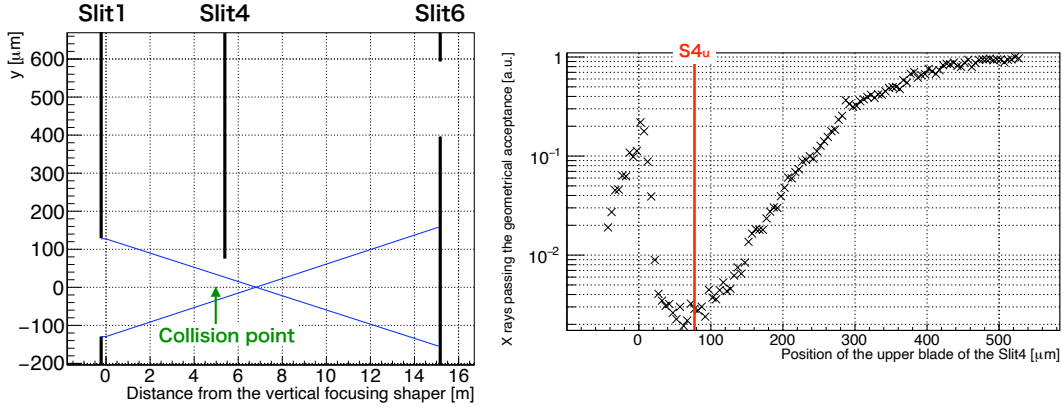 Slit1 Slit4 Slit6
y [μm]
600
500
400
300
200
100
0
−100
−200
Collision point
0 2 4 6 8 10 12 14 16
Distance from the vertical focusing shaper [m]
S4u
X rays passing the geometrical acceptance [a.u.]
1
10−1
10−2
0 100 200 300 400 500
Position of the upper blade of the Slit4 [μm]